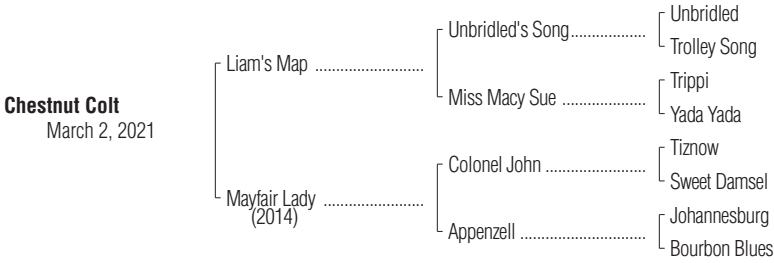 Chestnut Colt
March 2, 2021
Liam's Map ..........................
Mayfair Lady ........................
(2014)
Unbridled's Song...................
Miss Macy Sue .....................
Colonel John ........................
Appenzell ..............................
Unbridled
Trolley Song
Trippi
Yada Yada
Tiznow
Sweet Damsel
Johannesburg
Bourbon Blues